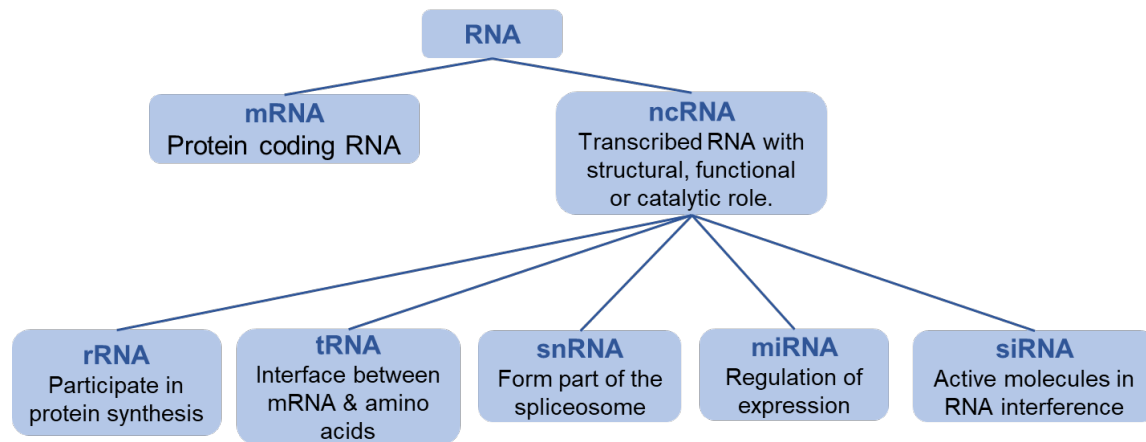 RNA
mRNA
Protein coding RNA
ncRNA
Transcribed RNA with
structural, functional
or catalytic role.
rRNA
Participate in
protein synthesis
tRNA
Interface between
mRNA & amino
acids
snRNA
Form part of the
spliceosome
miRNA
Regulation of
expression
siRNA
Active molecules in
RNA interference